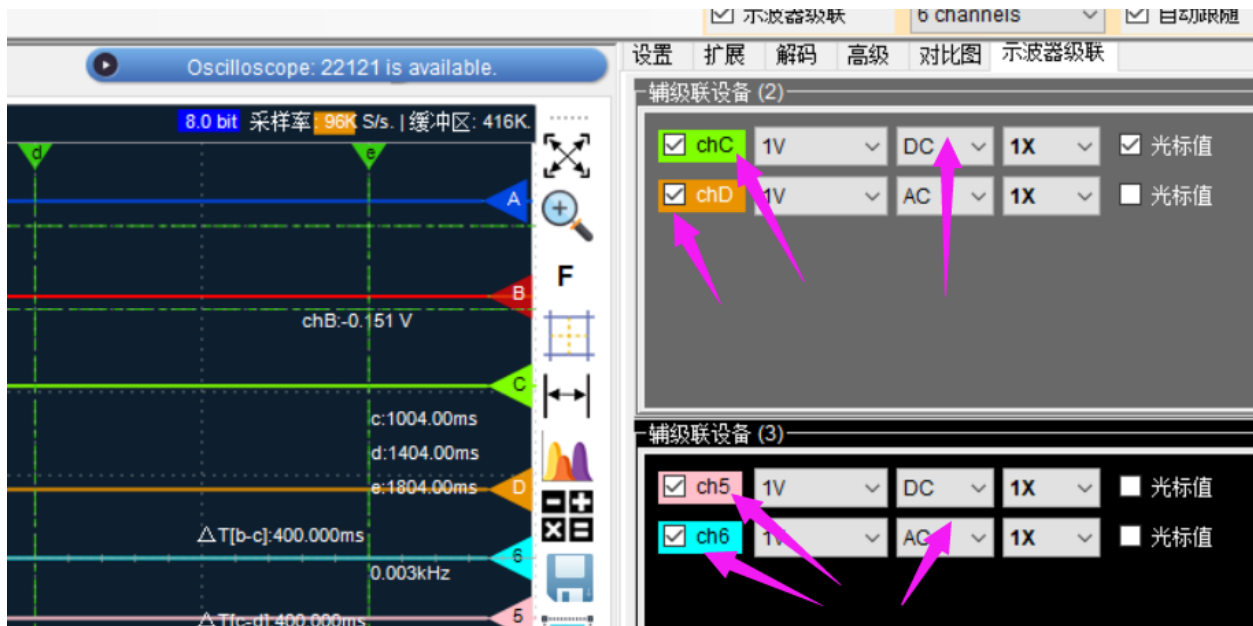 示波器级联 6 channels 自动跟随
Oscilloscope: 22121 is available.
设置 扩展 解码 高级 对比图 示波器级联
8.0 bit 采样率: 96K S/s. | 缓冲区: 416K.
d e
A
B
chB:-0.151 V
C
c:1004.00ms
d:1404.00ms
e:1804.00ms
D
△T[b-c]:400.000ms
6
0.003kHz
5
△T[c-d]:400.000ms
F
辅级联设备 (2)
chC 1V DC 1X 光标值
chD 1V AC 1X 光标值
辅级联设备 (3)
ch5 1V DC 1X 光标值
ch6 1V AC 1X 光标值